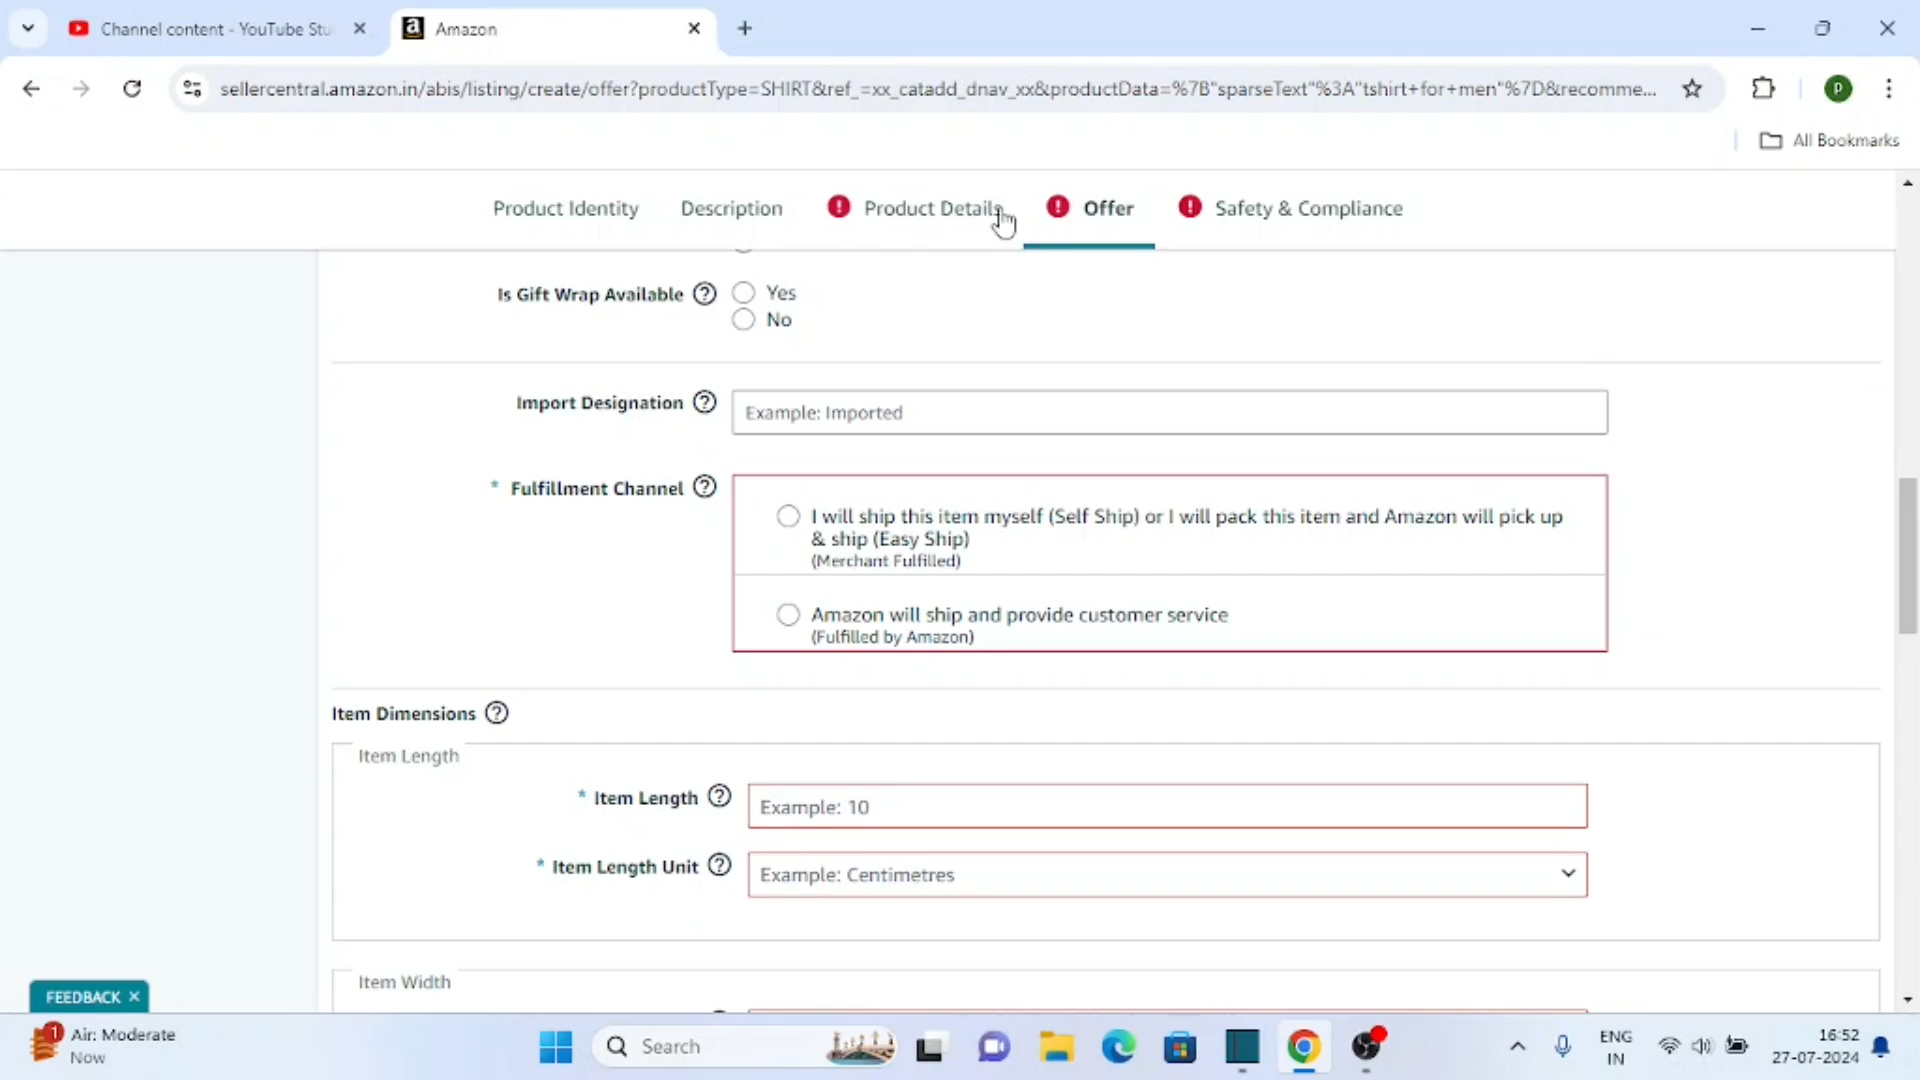 Channel content - YouTube Stu
Amazon
sellercentral.amazon.in/abis/listing/create/offer?productType=SHIRT&ref_=xx_catadd_dnav_xx&productData=%7B"sparseText"%3A"tshirt+for+men"%7D&recomme...
P
All Bookmarks
Product Identity
Description
Product Details
Offer
Safety & Compliance
Is Gift Wrap Available
Yes
No
Import Designation
Example: Imported
* Fulfillment Channel
I will ship this item myself (Self Ship) or I will pack this item and Amazon will pick up
& ship (Easy Ship)
(Merchant Fulfilled)
Amazon will ship and provide customer service
(Fulfilled by Amazon)
Item Dimensions
Item Length
* Item Length
Example: 10
* Item Length Unit
Example: Centimetres
Item Width
FEEDBACK
1
Air: Moderate
Now
Search
ENG
IN
16:52
27-07-2024